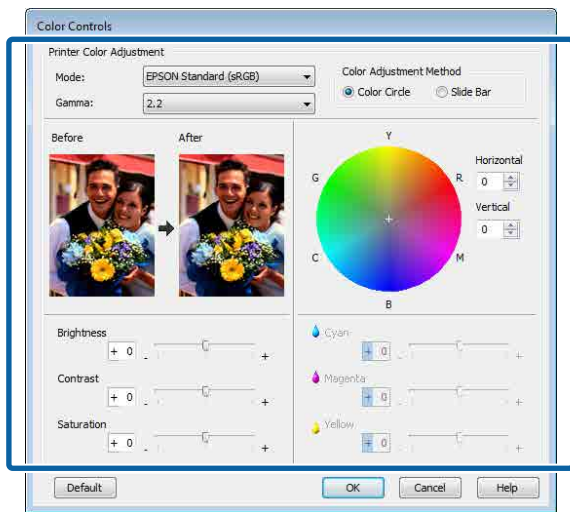 Color Controls
Printer Color Adjustment
Mode: EPSON Standard (sRGB)
Gamma: 2.2
Color Adjustment Method
Color Circle Slide Bar
Before After
Y
G R
C M
B
Horizontal
0
Vertical
0
Brightness
+ 0 - +
Contrast
+ 0 - +
Saturation
+ 0 - +
Cyan
+ 0 - +
Magenta
+ 0 - +
Yellow
+ 0 - +
Default OK Cancel Help